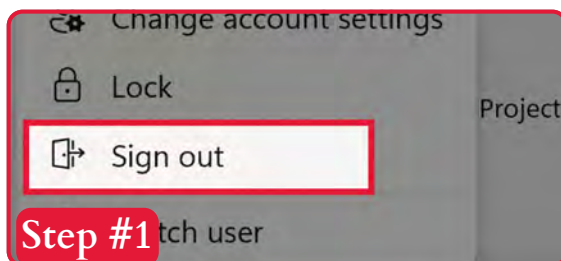 Change account settings
Lock
Project
Sign out
Step #1 tch user